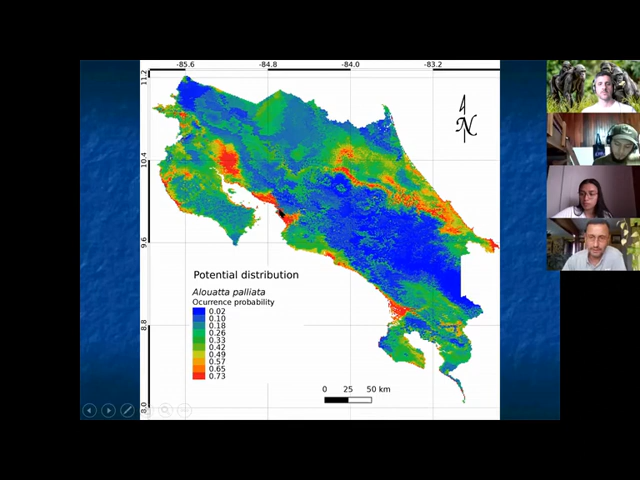 -85.6 -84.8 -84.0 -83.2
11.2
10.4
9.6
8.8
8.0
N
Potential distribution
Alouatta palliata
Ocurrence probability
0.02
0.10
0.18
0.26
0.33
0.42
0.49
0.57
0.65
0.73
0 25 50 km